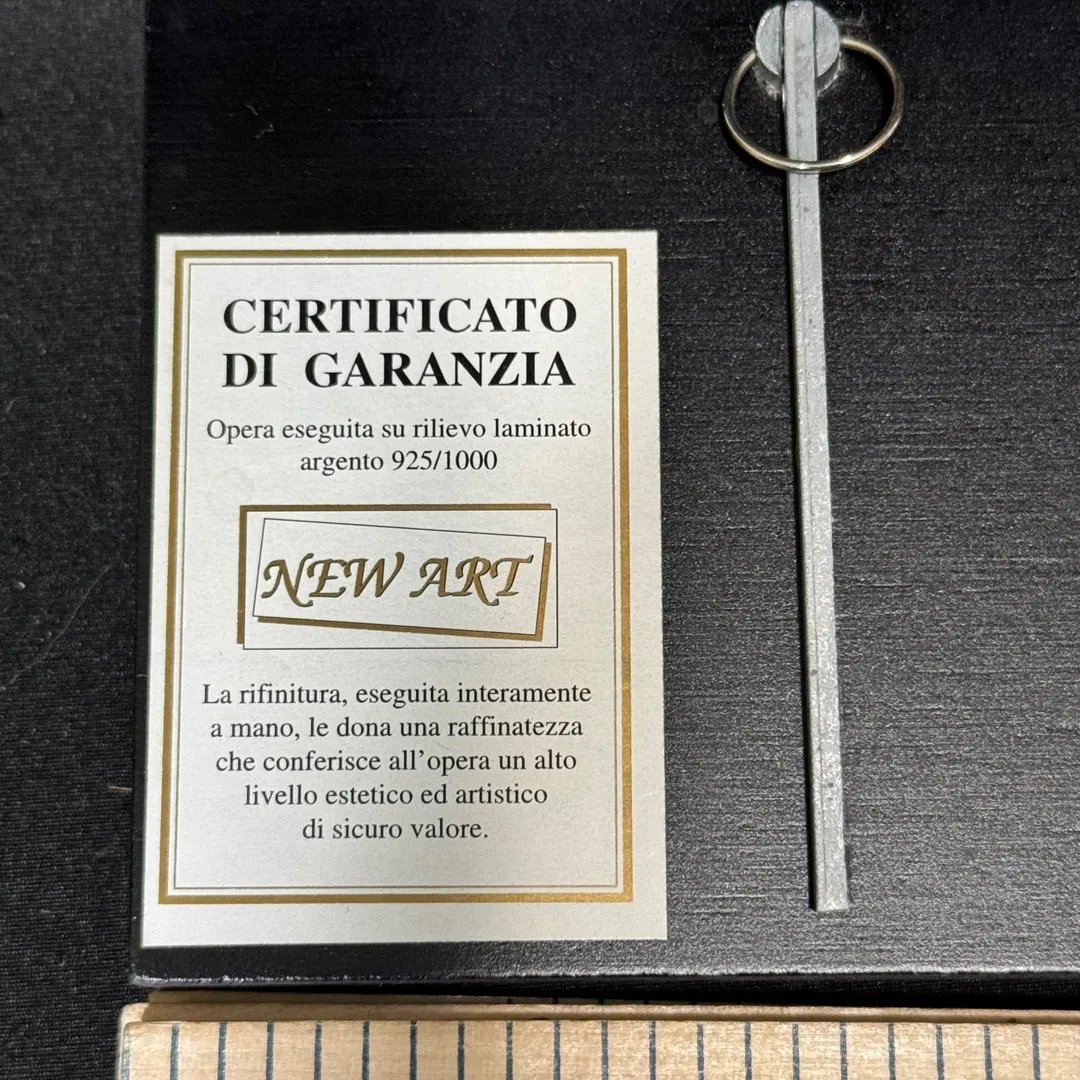 CERTIFICATO
DI GARANZIA
Opera eseguita su rilievo laminato
argento 925/1000
NEW ART
La rifinitura, eseguita interamente
a mano, le dona una raffinatezza
che conferisce all’opera un alto
livello estetico ed artistico
di sicuro valore.